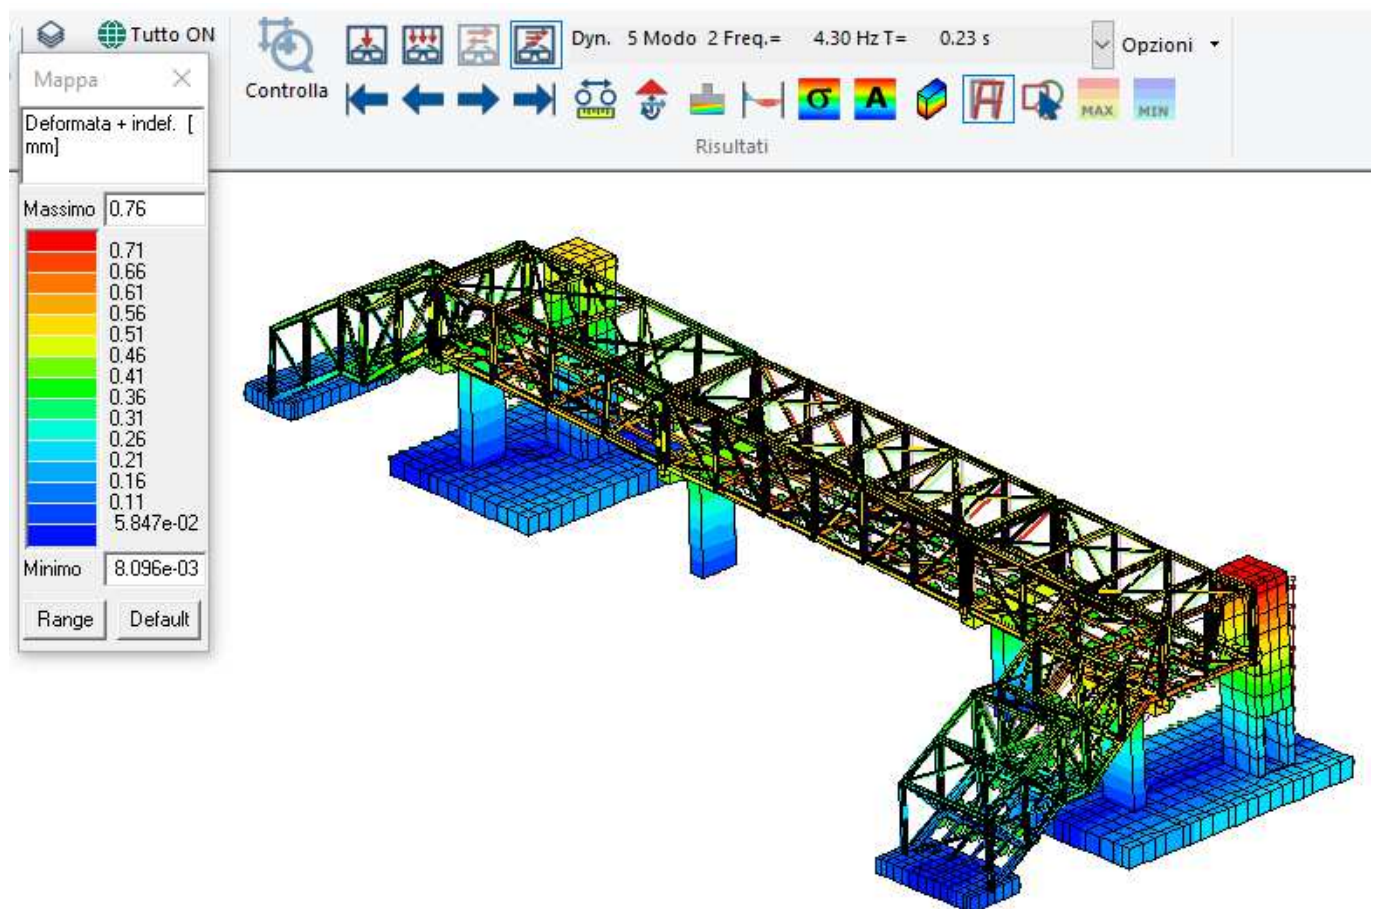 Tutto ON
Dyn. 5 Modo 2 Freq.= 4.30 Hz T= 0.23 s
Opzioni
Controlla
σ
A
MAX
MIN
Risultati
Mappa
Deformata + indef. [
mm]
Massimo 0.76
0.71
0.66
0.61
0.56
0.51
0.46
0.41
0.36
0.31
0.26
0.21
0.16
0.11
5.847e-02
Minimo 8.096e-03
Range Default